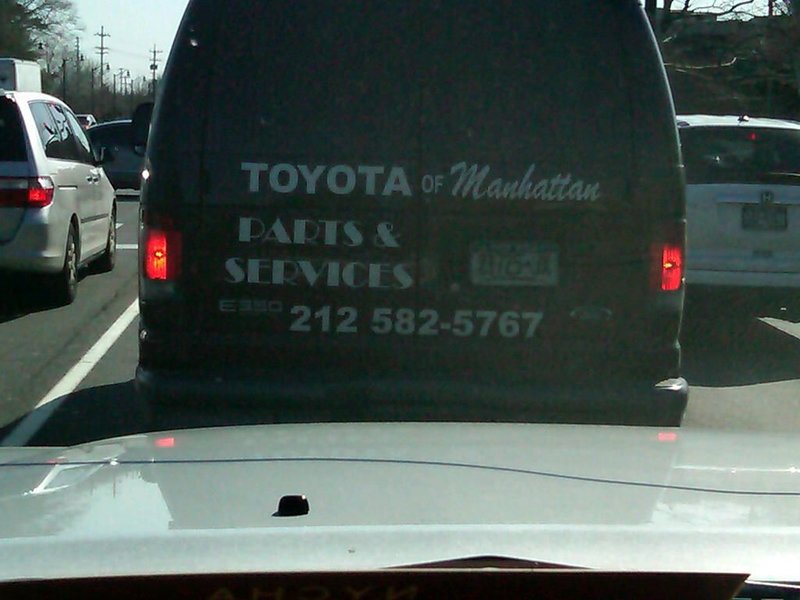 TOYOTA OF Manhattan
PARTS &
SERVICES
E350
212 582-5767